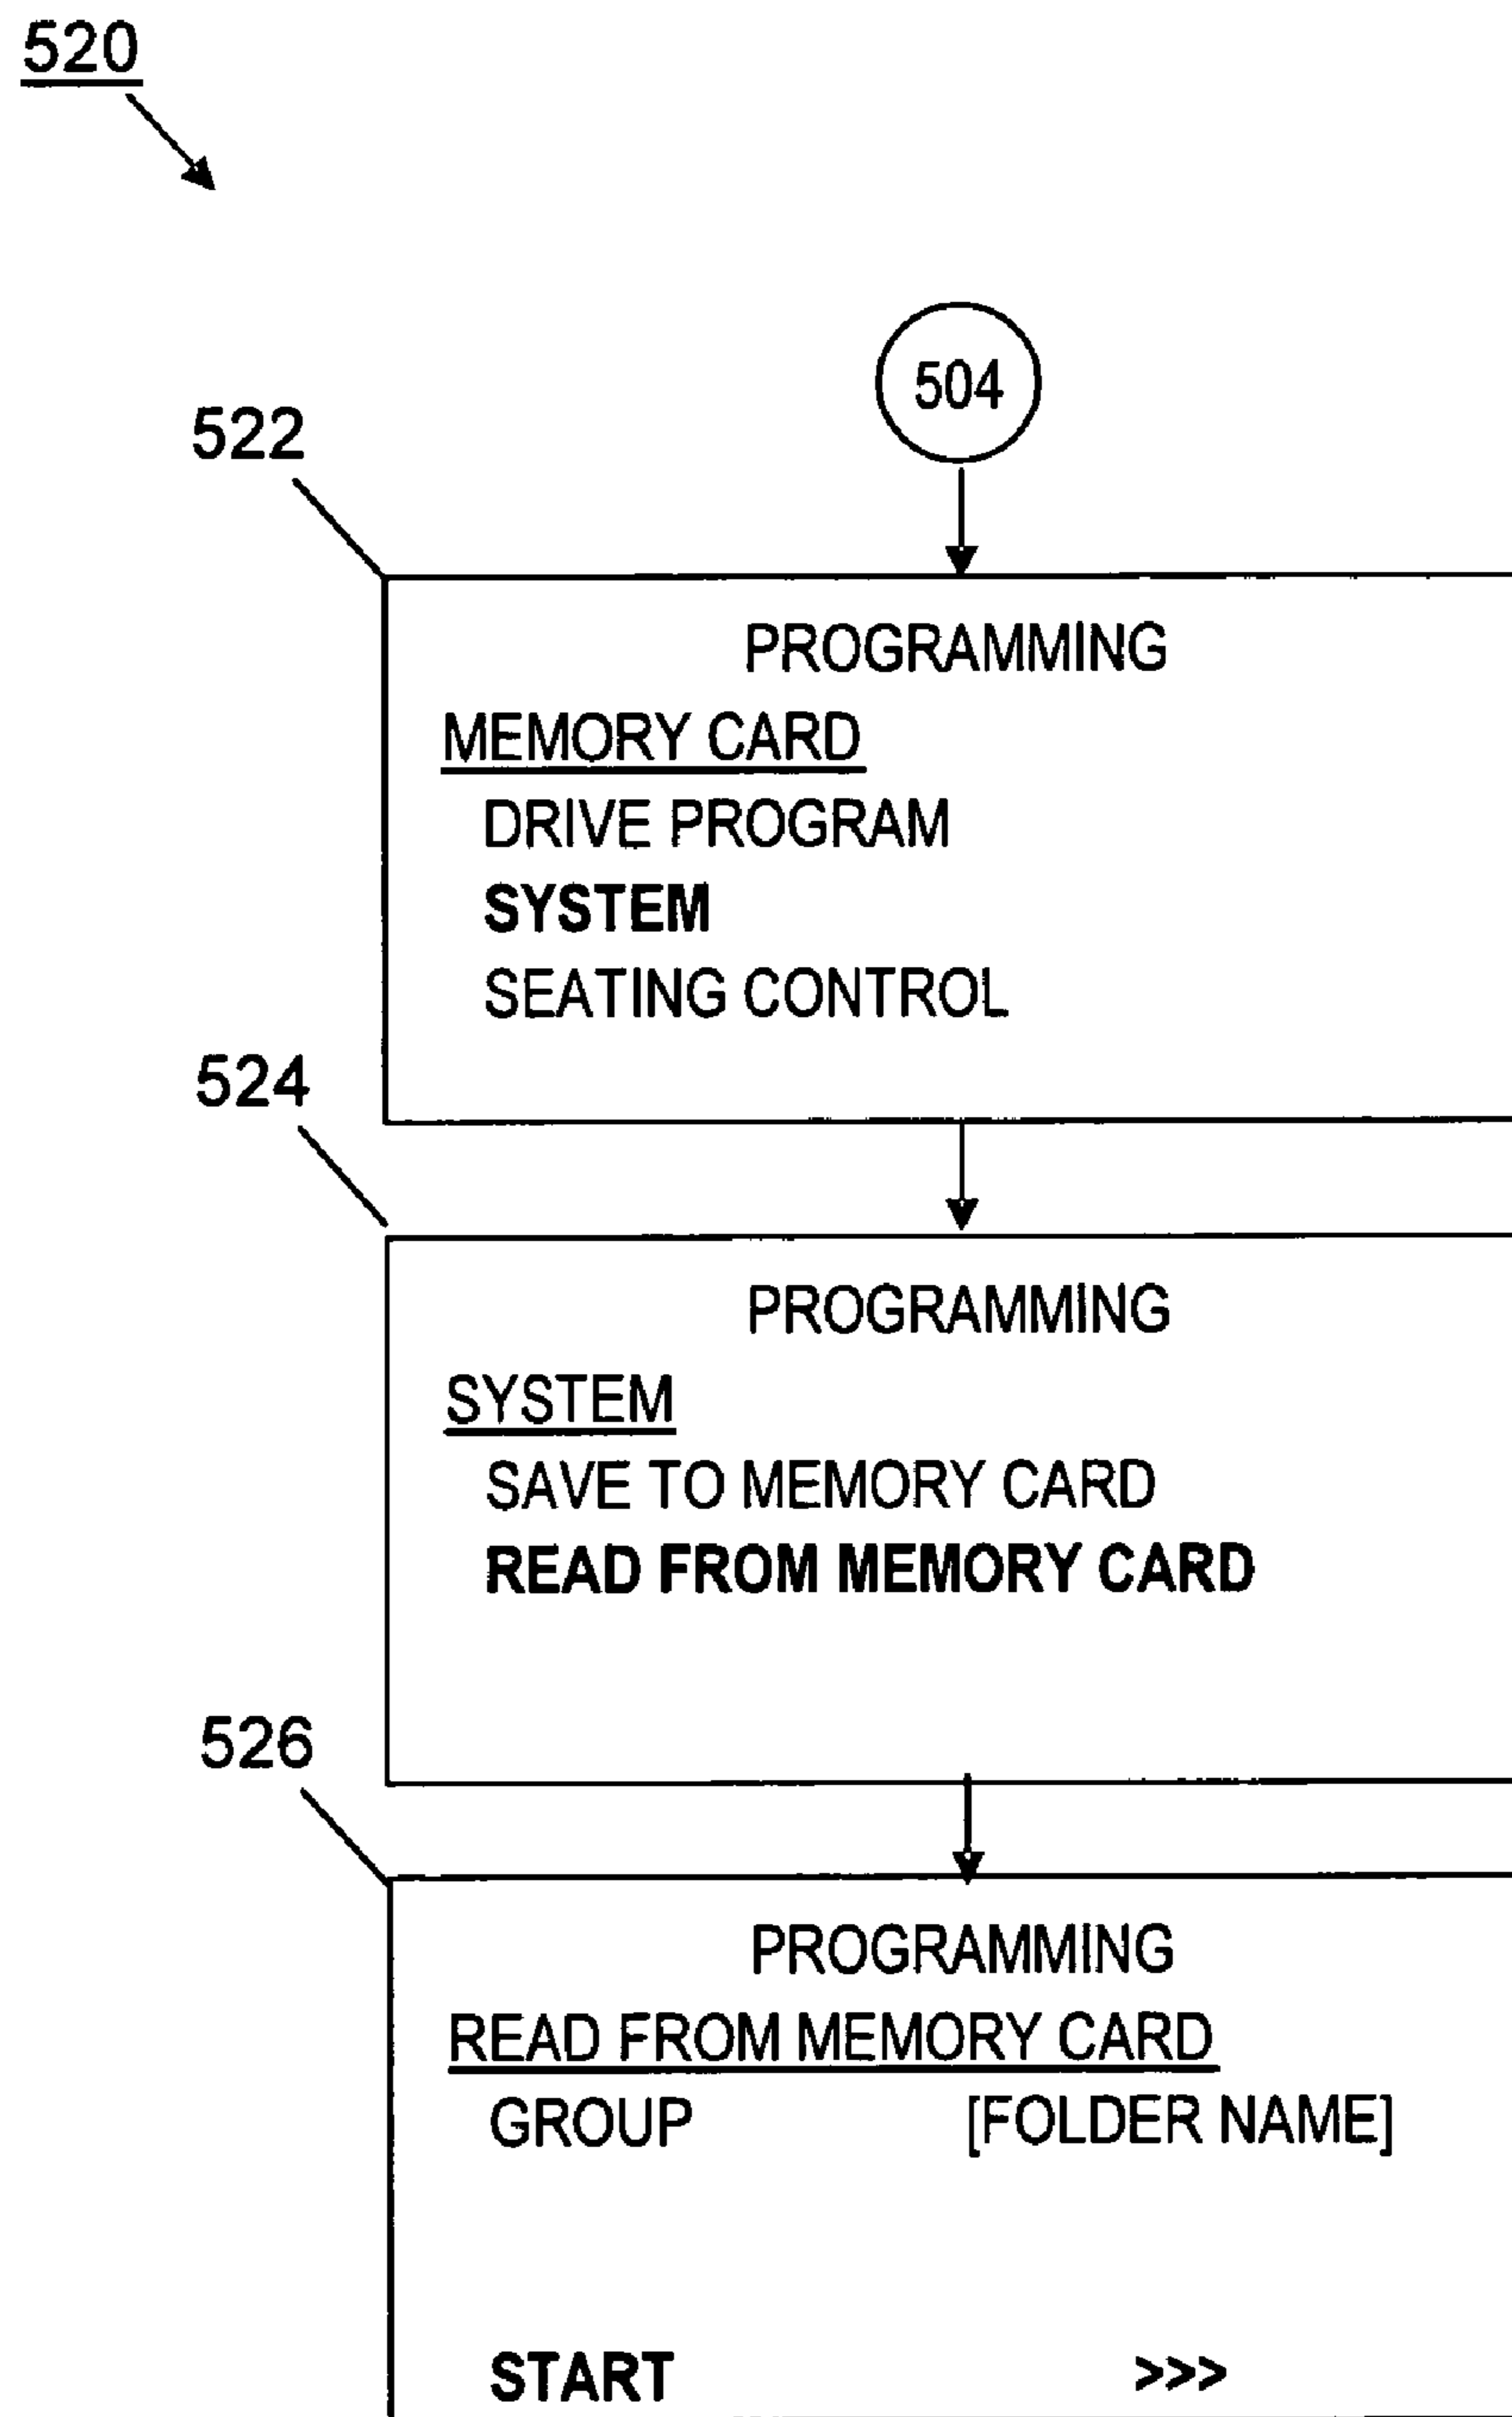 520
504
522
PROGRAMMING
MEMORY CARD
DRIVE PROGRAM
SYSTEM
SEATING CONTROL
524
PROGRAMMING
SYSTEM
SAVE TO MEMORY CARD
READ FROM MEMORY CARD
526
PROGRAMMING
READ FROM MEMORY CARD
GROUP [FOLDER NAME]
START >>>